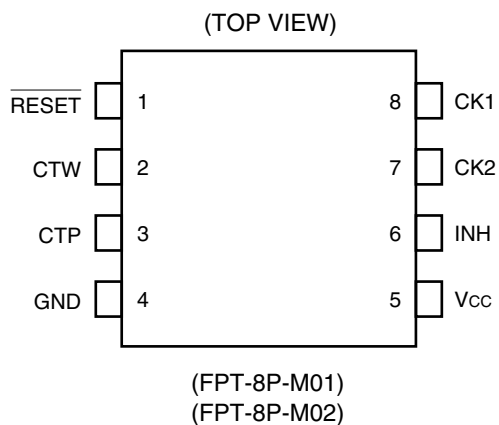 (TOP VIEW)
RESET 1 8 CK1
CTW 2 7 CK2
CTP 3 6 INH
GND 4 5 VCC
(FPT-8P-M01)
(FPT-8P-M02)